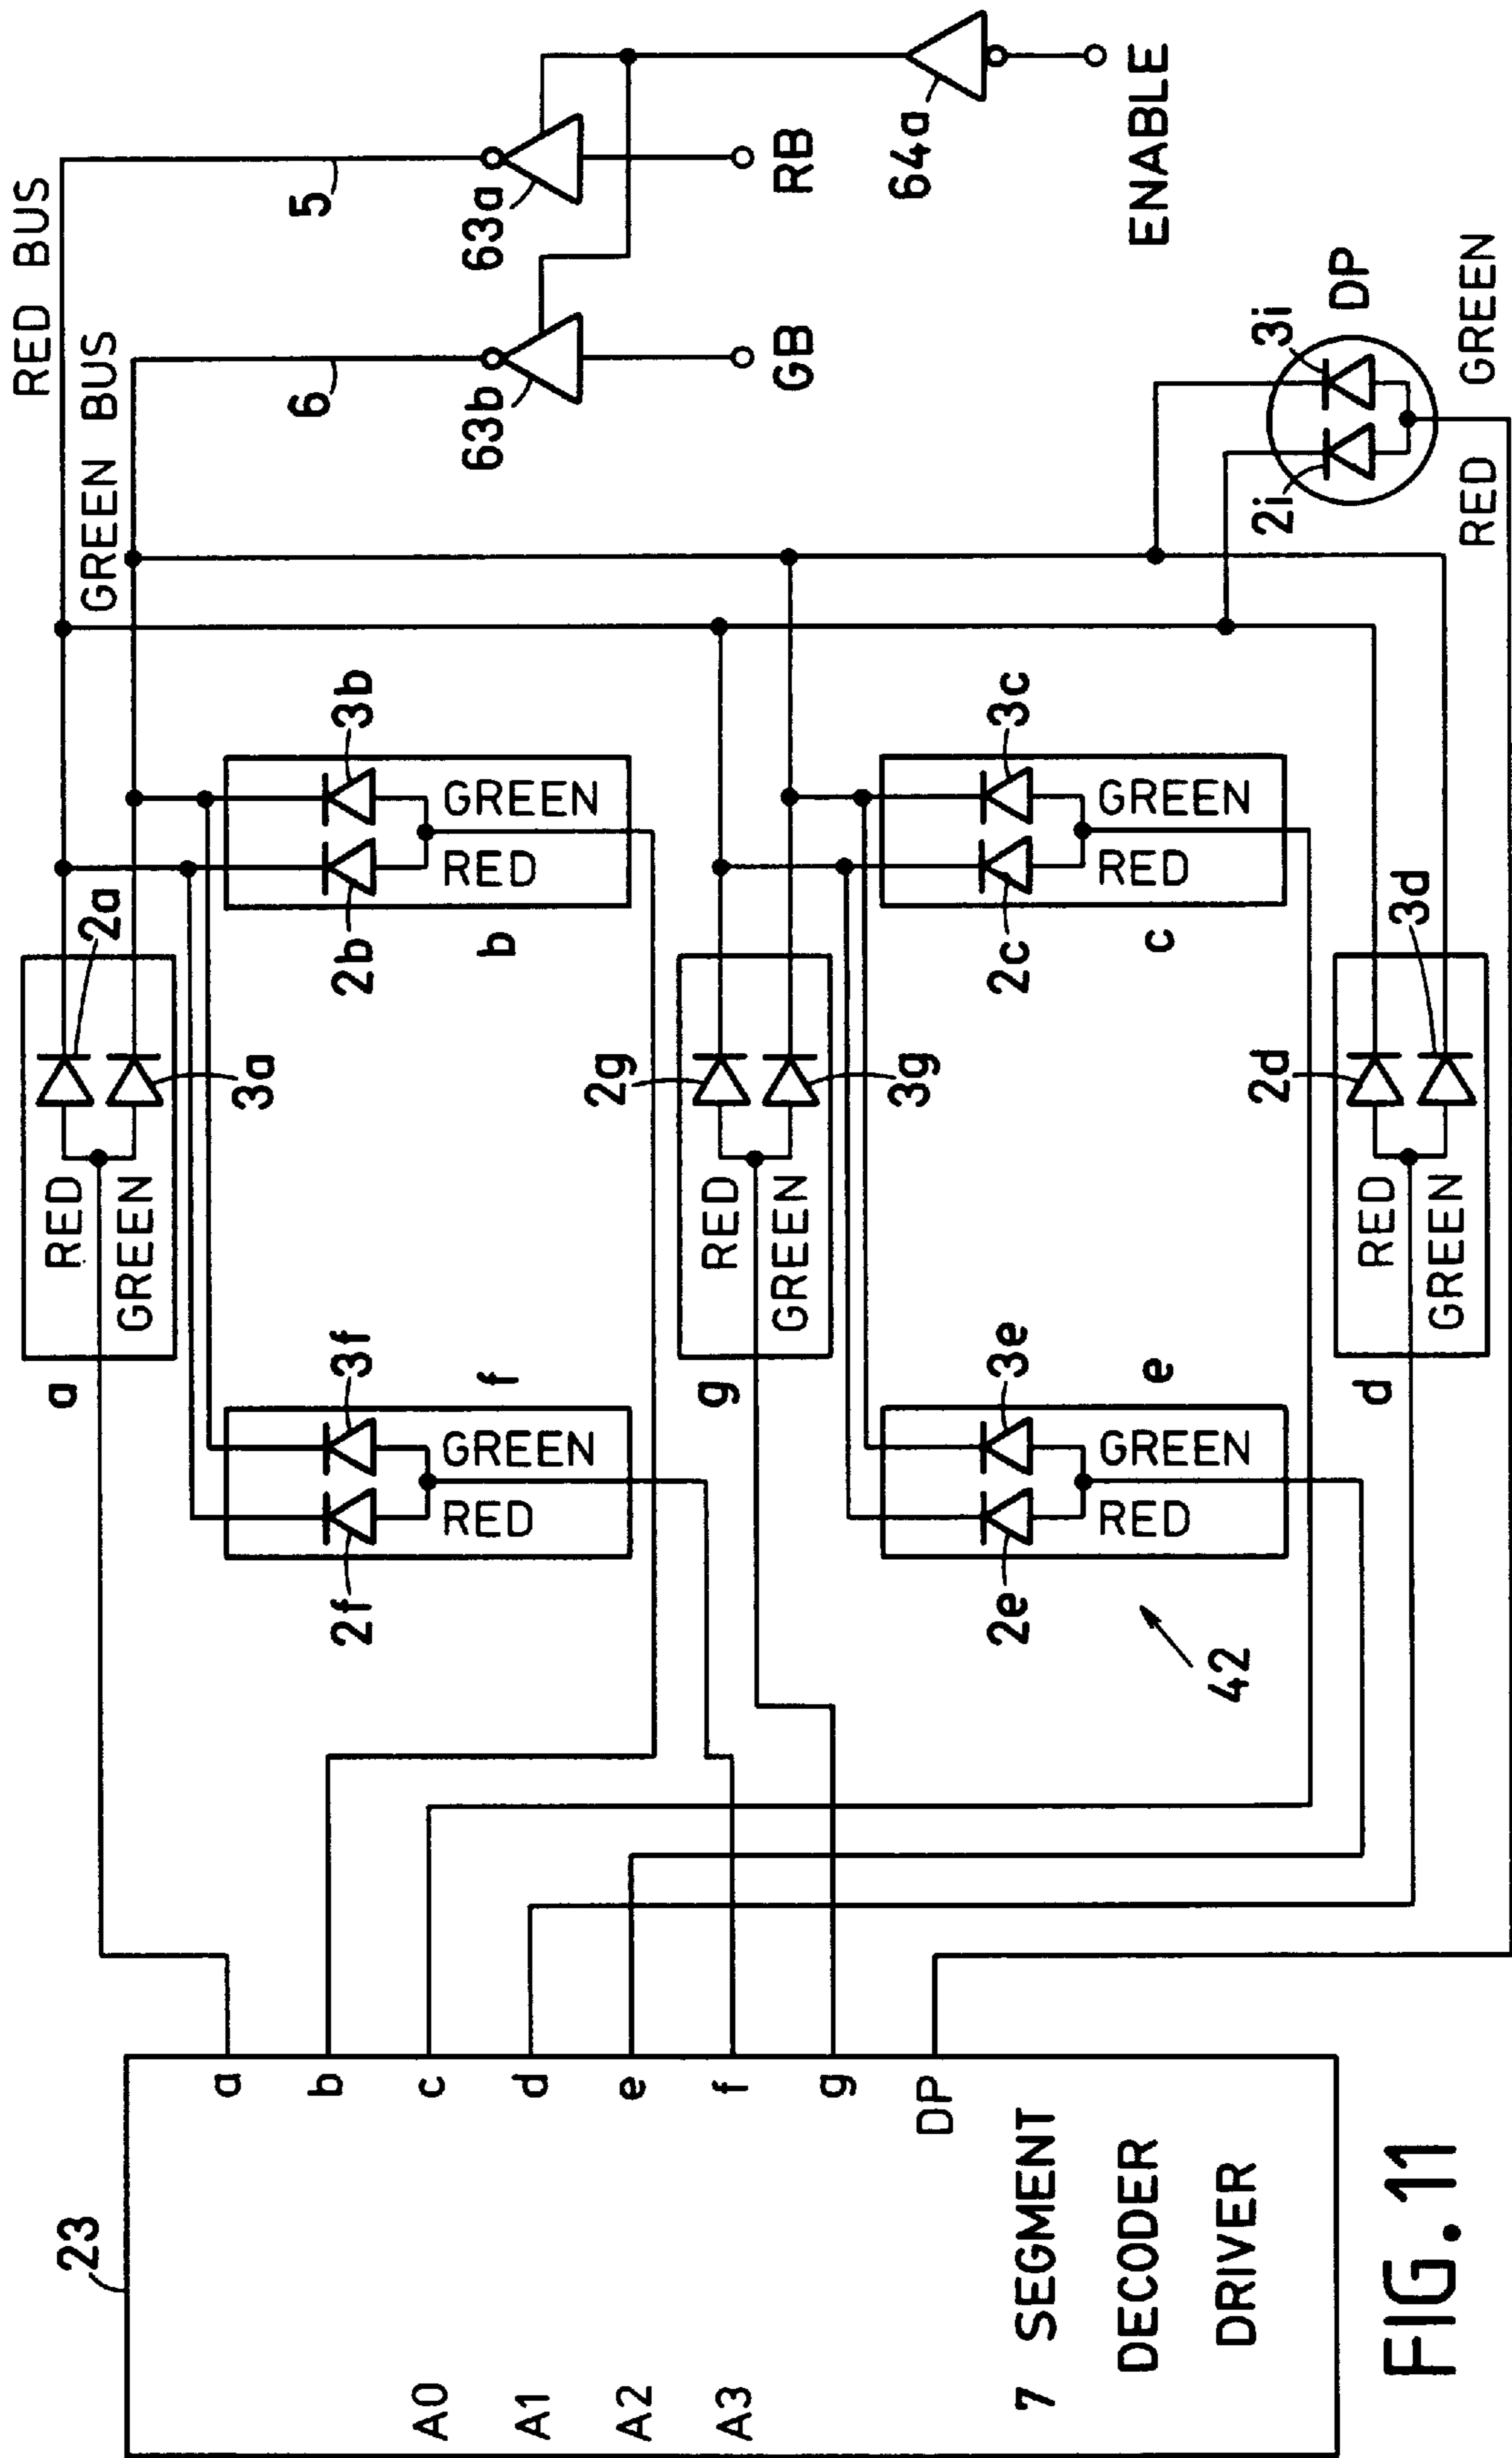 RED BUS
GREEN BUS
5
6
63a
63b
RB
GB
64a
ENABLE
23
a
b
c
d
e
f
g
DP
A0
A1
A2
A3
7 SEGMENT
DECODER
DRIVER
a
RED
GREEN
2a
3a
f
2f
3f
RED
GREEN
b
2b
3b
RED
GREEN
g
RED
GREEN
2g
3g
e
2e
3e
RED
GREEN
c
2c
3c
RED
GREEN
d
RED
GREEN
2d
3d
DP
2i
3i
RED
GREEN
42
FIG. 11